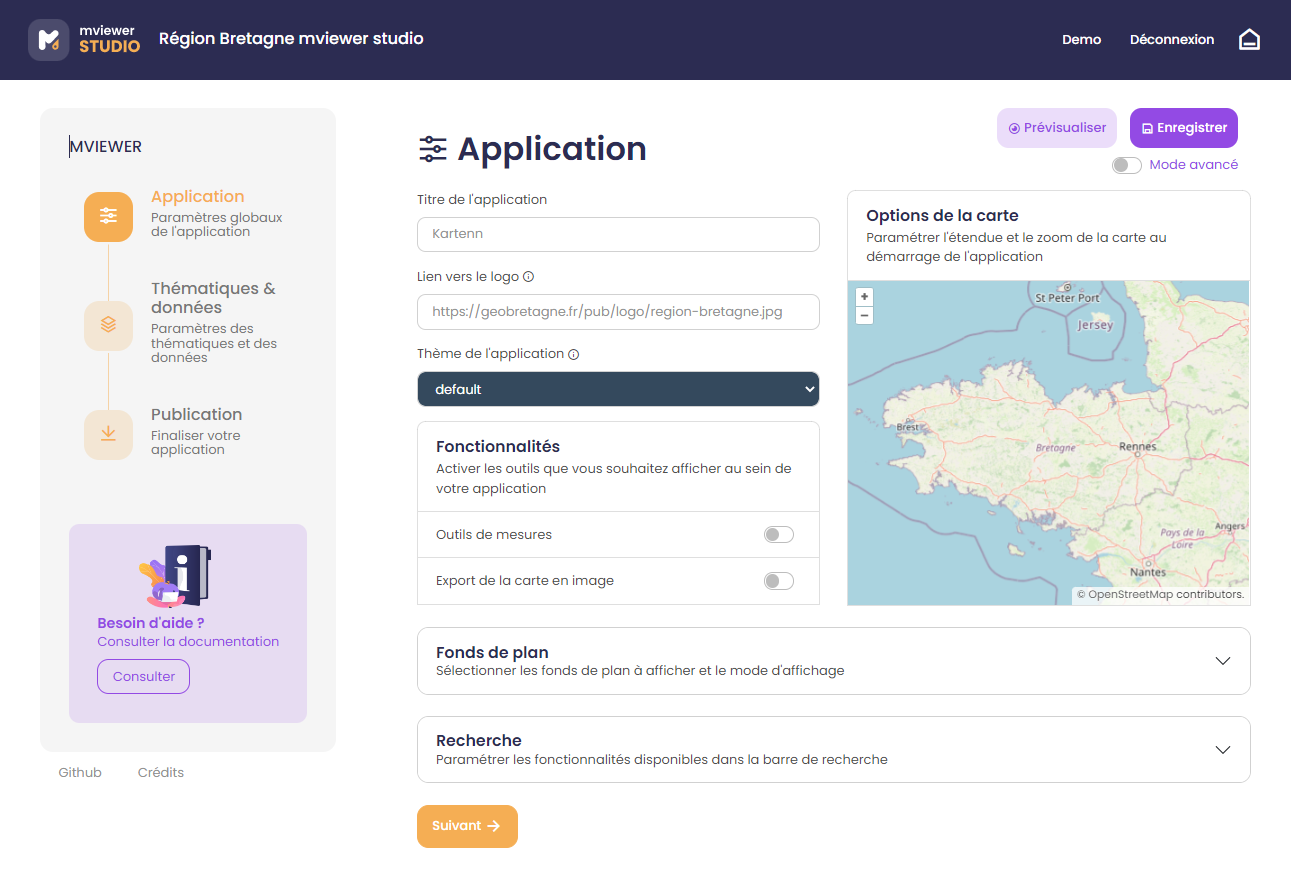 mviewer
STUDIO
Région Bretagne mviewer studio
Demo
Déconnexion
MVIEWER
Application
Paramètres globaux
de l'application
Thématiques &
données
Paramètres des
thématiques et des
données
Publication
Finaliser votre
application
Besoin d'aide ?
Consulter la documentation
Consulter
Github
Crédits
Application
Prévisualiser
Enregistrer
Mode avancé
Titre de l'application
Kartenn
Lien vers le logo
https://geobretagne.fr/pub/logo/region-bretagne.jpg
Thème de l'application
default
Fonctionnalités
Activer les outils que vous souhaitez afficher au sein de
votre application
Outils de mesures
Export de la carte en image
Options de la carte
Paramétrer l'étendue et le zoom de la carte au
démarrage de l'application
+
−
St Peter Port
Jersey
Brest
Bretagne
Rennes
Angers
Pays de la
Loire
Nantes
© OpenStreetMap contributors.
Fonds de plan
Sélectionner les fonds de plan à afficher et le mode d'affichage
Recherche
Paramétrer les fonctionnalités disponibles dans la barre de recherche
Suivant